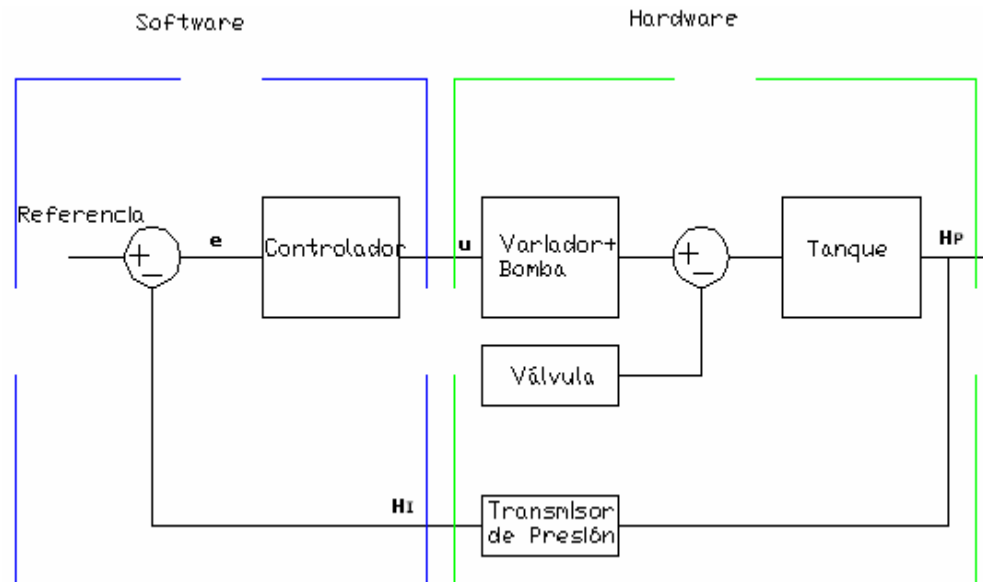 Software
Hardware
Referencia
+
-
e
Controlador
u
Variador+
Bomba
+
-
Tanque
HP
Válvula
HI
Transmisor
de Presión